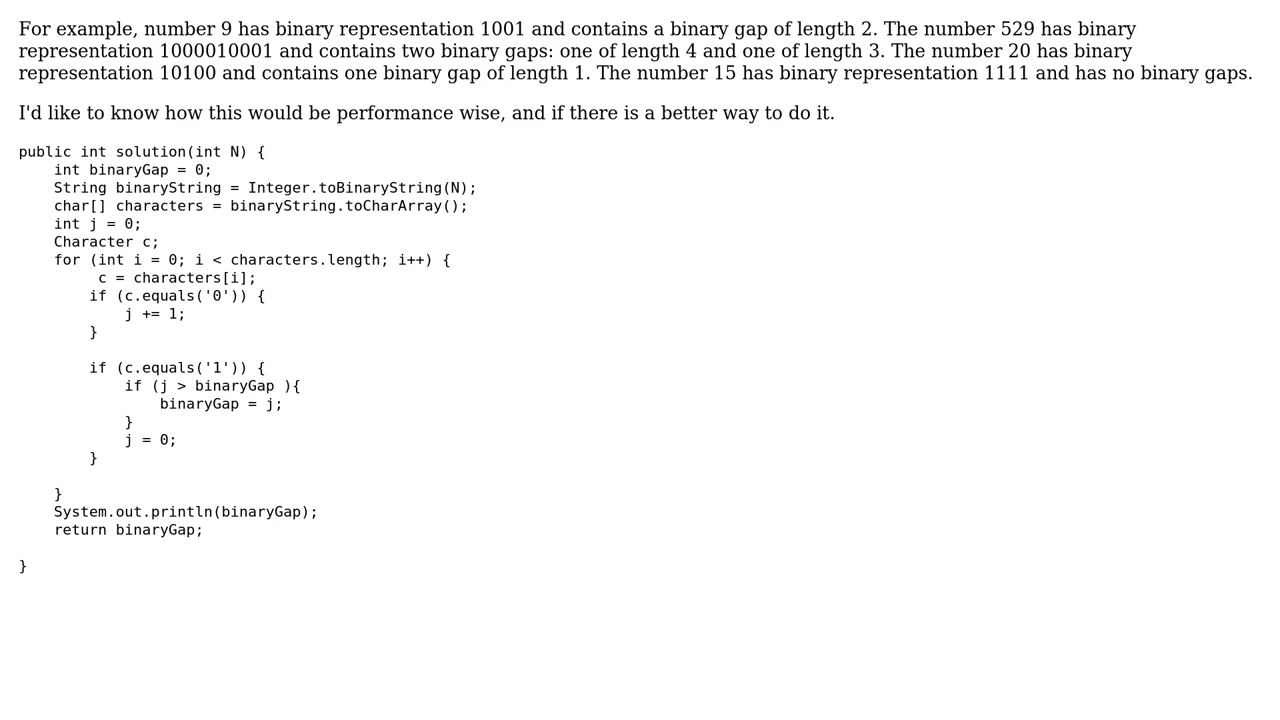 For example, number 9 has binary representation 1001 and contains a binary gap of length 2. The number 529 has binary
representation 1000010001 and contains two binary gaps: one of length 4 and one of length 3. The number 20 has binary
representation 10100 and contains one binary gap of length 1. The number 15 has binary representation 1111 and has no binary gaps.
I'd like to know how this would be performance wise, and if there is a better way to do it.
public int solution(int N) {
    int binaryGap = 0;
    String binaryString = Integer.toBinaryString(N);
    char[] characters = binaryString.toCharArray();
    int j = 0;
    Character c;
    for (int i = 0; i < characters.length; i++) {
         c = characters[i];
        if (c.equals('0')) {
            j += 1;
        }
        if (c.equals('1')) {
            if (j > binaryGap ){
                binaryGap = j;
            }
            j = 0;
        }
    }
    System.out.println(binaryGap);
    return binaryGap;
}